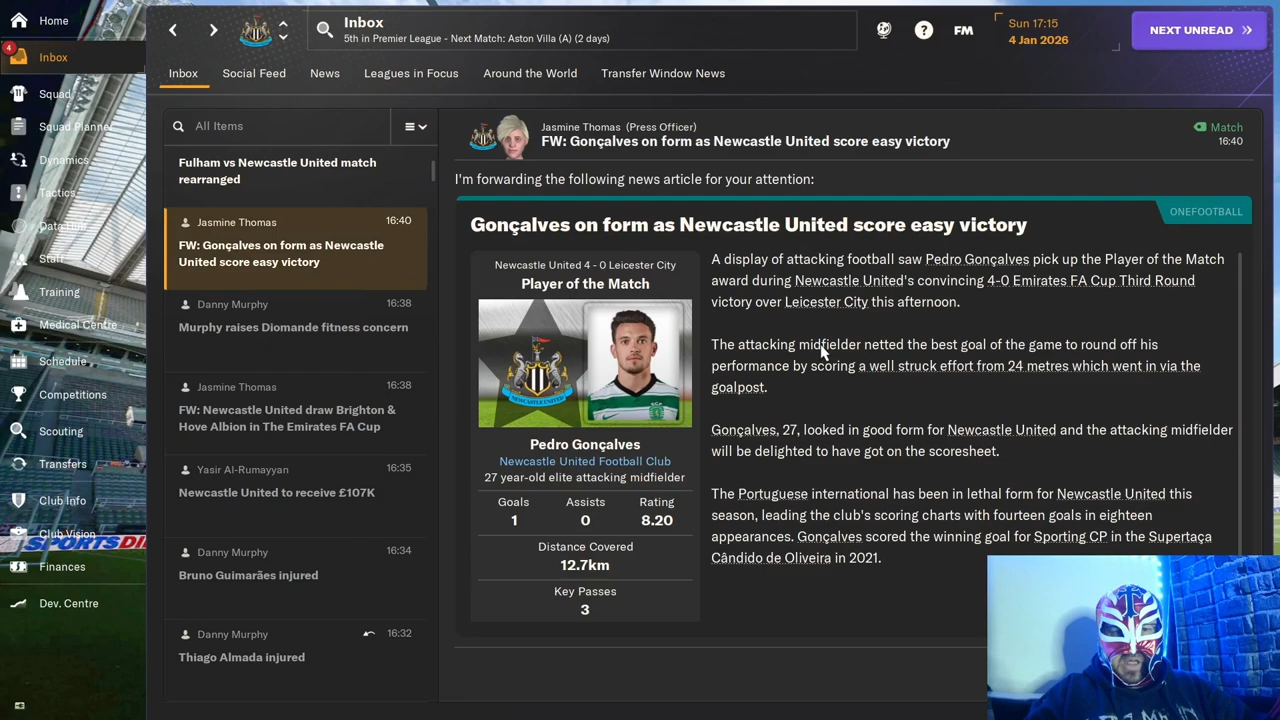 Home
4
Inbox
Squad
Squad Planner
Dynamics
Tactics
Data Hub
Staff
Training
Medical Centre
Schedule
Competitions
Scouting
Transfers
Club Info
Club Vision
SPORTS DI
Finances
Dev. Centre
Inbox
5th in Premier League - Next Match: Aston Villa (A) (2 days)
?
FM
Sun 17:15
4 Jan 2026
NEXT UNREAD
Inbox
Social Feed
News
Leagues in Focus
Around the World
Transfer Window News
All Items
Fulham vs Newcastle United match
rearranged
Jasmine Thomas 16:40
FW: Gonçalves on form as Newcastle
United score easy victory
Danny Murphy 16:38
Murphy raises Diomande fitness concern
Jasmine Thomas 16:38
FW: Newcastle United draw Brighton &
Hove Albion in The Emirates FA Cup
Yasir Al-Rumayyan 16:35
Newcastle United to receive £107K
Danny Murphy 16:34
Bruno Guimarães injured
Danny Murphy 16:32
Thiago Almada injured
Jasmine Thomas (Press Officer)
FW: Gonçalves on form as Newcastle United score easy victory
Match
16:40
I'm forwarding the following news article for your attention:
ONEFOOTBALL
Gonçalves on form as Newcastle United score easy victory
Newcastle United 4 - 0 Leicester City
Player of the Match
Pedro Gonçalves
Newcastle United Football Club
27 year-old elite attacking midfielder
Goals Assists Rating
1 0 8.20
Distance Covered
12.7km
Key Passes
3
A display of attacking football saw Pedro Gonçalves pick up the Player of the Match
award during Newcastle United's convincing 4-0 Emirates FA Cup Third Round
victory over Leicester City this afternoon.
The attacking midfielder netted the best goal of the game to round off his
performance by scoring a well struck effort from 24 metres which went in via the
goalpost.
Gonçalves, 27, looked in good form for Newcastle United and the attacking midfielder
will be delighted to have got on the scoresheet.
The Portuguese international has been in lethal form for Newcastle United this
season, leading the club's scoring charts with fourteen goals in eighteen
appearances. Gonçalves scored the winning goal for Sporting CP in the Supertaça
Cândido de Oliveira in 2021.